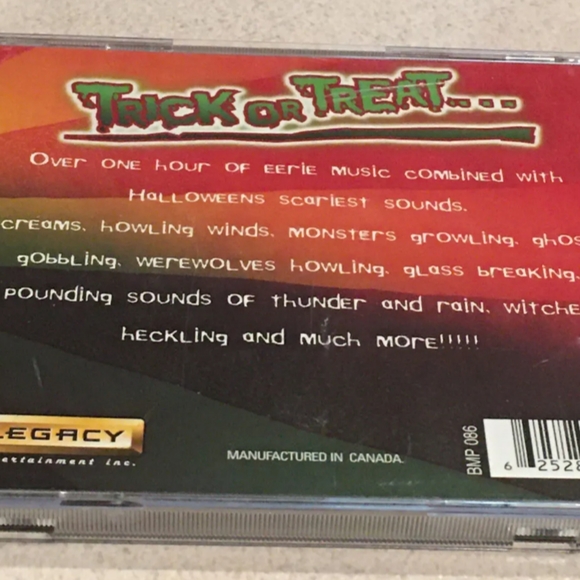 TRICK OR TREAT....
OVER ONE HOUR OF EERIE MUSIC COMBINED WITH
HALLOWEENS SCARIEST SOUNDS.
CREAMS, HOWLING WINDS, MONSTERS GROWLING, GHOS
GOBBLING, WEREWOLVES HOWLING, GLASS BREAKING,
POUNDING SOUNDS OF THUNDER AND RAIN, WITCHE
HECKLING AND MUCH MORE!!!!!
LEGACY
ertainment inc.
MANUFACTURED IN CANADA.
BMP 086
6 2528